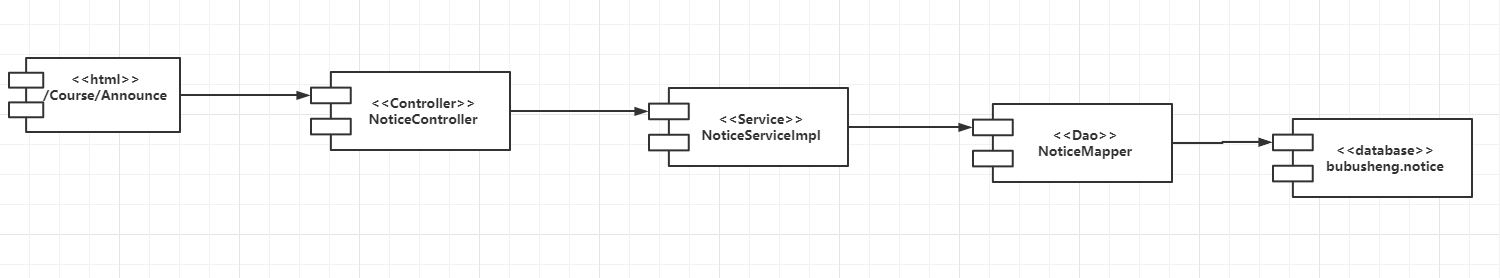 <<html>>
/Course/Announce
<<Controller>>
NoticeController
<<Service>>
NoticeServiceImpl
<<Dao>>
NoticeMapper
<<database>>
bubusheng.notice